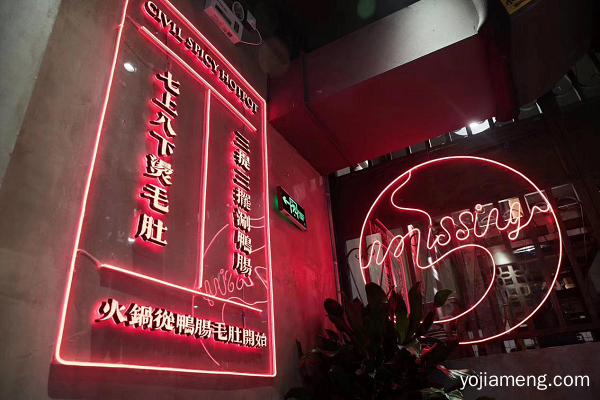 CIVIL SPICY HOTPOT
七上八下燙毛肚
三提三擺涮鴨腸
火鍋從鴨腸毛肚開始
missing
yojiameng.com